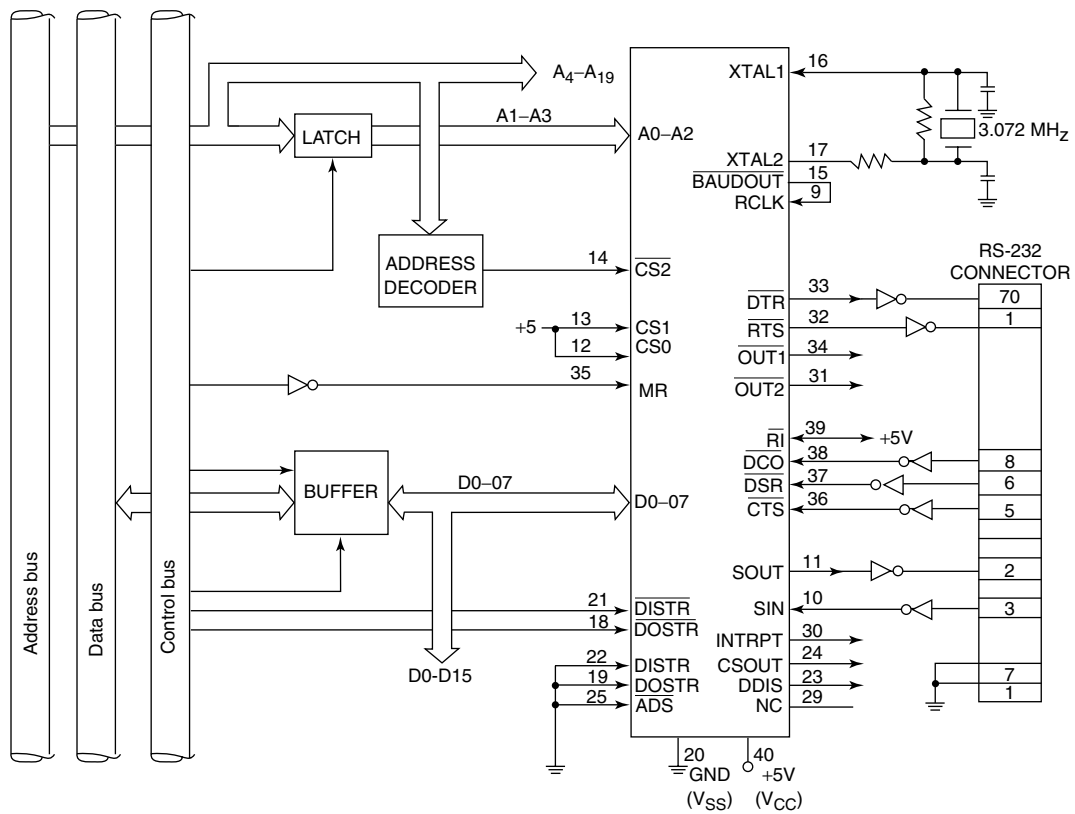 Address bus
Data bus
Control bus
A4–A19
LATCH
A1–A3
A0–A2
ADDRESS
DECODER
14
CS2
+5
13
CS1
12
CS0
35
MR
BUFFER
D0–07
D0–07
D0-D15
21
DISTR
18
DOSTR
22
DISTR
19
DOSTR
25
ADS
XTAL1
16
XTAL2
17
BAUDOUT
15
RCLK
9
3.072 MHZ
DTR
33
RTS
32
OUT1
34
OUT2
31
RI
39
+5V
DCO
38
DSR
37
CTS
36
SOUT
11
SIN
10
INTRPT
30
CSOUT
24
DDIS
23
NC
29
20
GND
(VSS)
40
+5V
(VCC)
RS-232
CONNECTOR
70
1
8
6
5
2
3
7
1